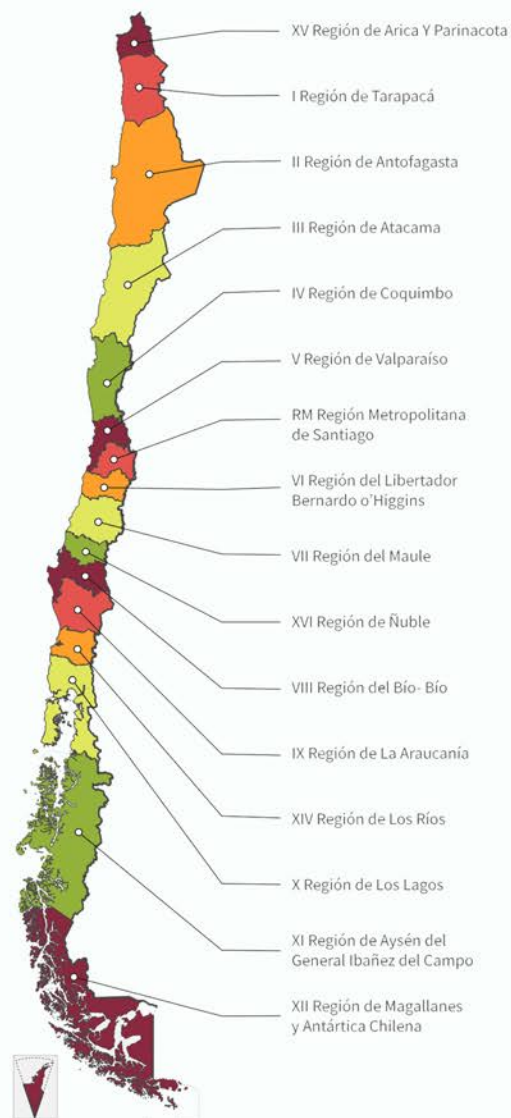 XV Región de Arica Y Parinacota
I Región de Tarapacá
II Región de Antofagasta
III Región de Atacama
IV Región de Coquimbo
V Región de Valparaíso
RM Región Metropolitana
de Santiago
VI Región del Libertador
Bernardo o'Higgins
VII Región del Maule
XVI Región de Ñuble
VIII Región del Bío- Bío
IX Región de La Araucanía
XIV Región de Los Ríos
X Región de Los Lagos
XI Región de Aysén del
General Ibañez del Campo
XII Región de Magallanes
y Antártica Chilena